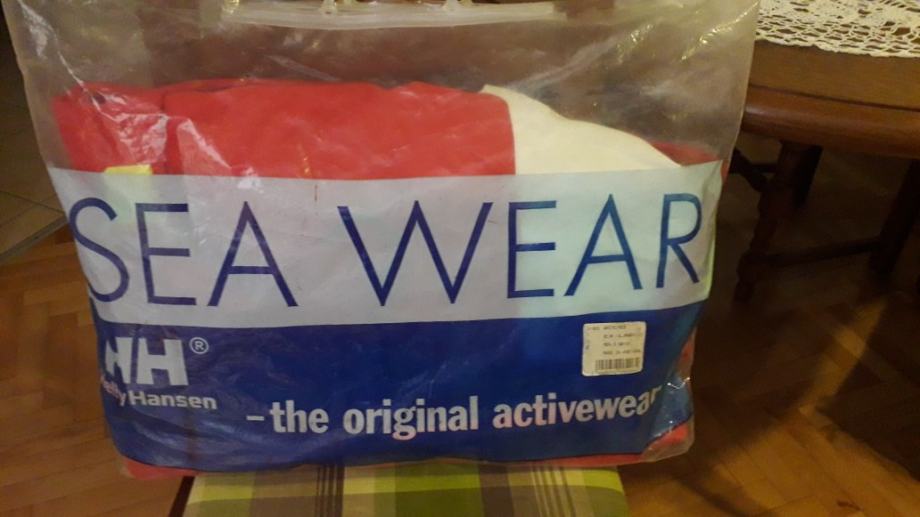 SEA WEAR
HH®
Helly Hansen
–the original activewear